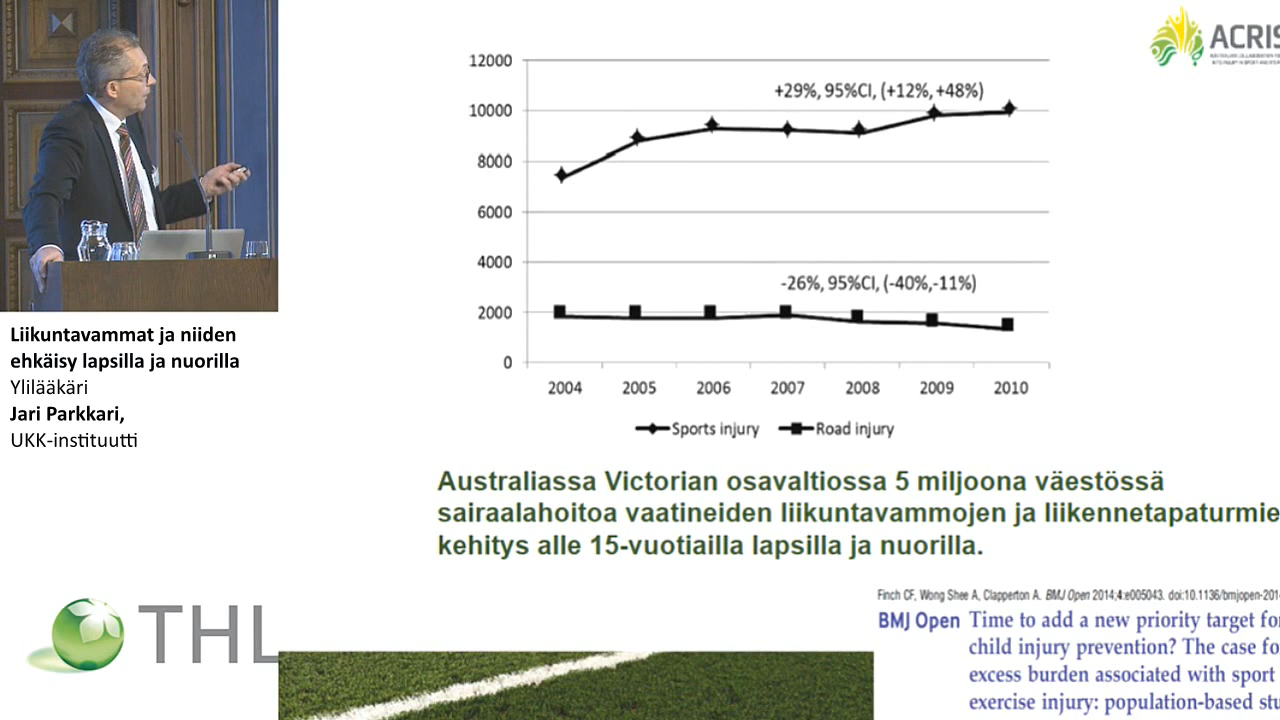 Liikuntavammat ja niiden
ehkäisy lapsilla ja nuorilla
Ylilääkäri
Jari Parkkari,
UKK-instituutti
THL
ACRIS
12000
10000
8000
6000
4000
2000
0
+29%, 95%CI, (+12%, +48%)
-26%, 95%CI, (-40%,-11%)
2004 2005 2006 2007 2008 2009 2010
Sports injury Road injury
Australiassa Victorian osavaltiossa 5 miljoona väestössä
sairaalahoitoa vaatineiden liikuntavammojen ja liikennetapaturmie
kehitys alle 15-vuotiailla lapsilla ja nuorilla.
Finch CF, Wong Shee A, Clapperton A. BMJ Open 2014;4:e005043. doi:10.1136/bmjopen-201
BMJ Open Time to add a new priority target for
child injury prevention? The case fo
excess burden associated with sport
exercise injury: population-based stu